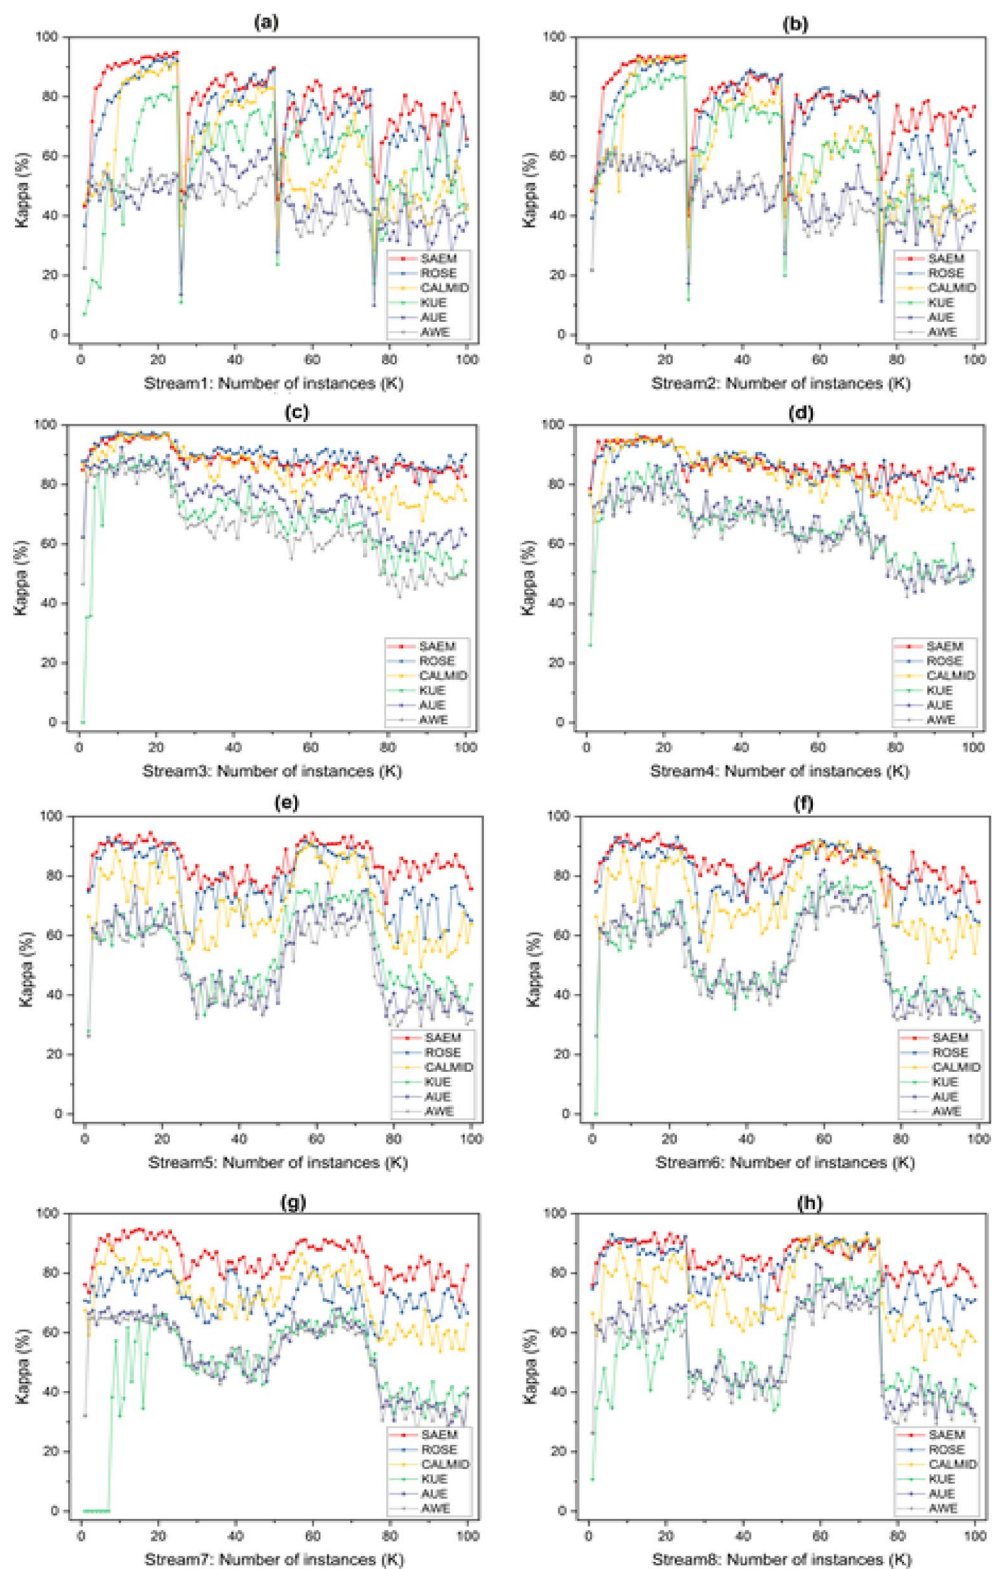 (a)
(b)
Kappa (%)
100
80
60
40
20
0
SAEM
ROSE
CALMID
KUE
AUE
AWE
0 20 40 60 80 100
Stream1: Number of instances (K)
Kappa (%)
100
80
60
40
20
0
SAEM
ROSE
CALMID
KUE
AUE
AWE
0 20 40 60 80 100
Stream2: Number of instances (K)
(c)
(d)
Kappa (%)
100
80
60
40
20
0
SAEM
ROSE
CALMID
KUE
AUE
AWE
0 20 40 60 80 100
Stream3: Number of instances (K)
Kappa (%)
100
80
60
40
20
0
SAEM
ROSE
CALMID
KUE
AUE
AWE
0 20 40 60 80 100
Stream4: Number of instances (K)
(e)
(f)
Kappa (%)
100
80
60
40
20
0
SAEM
ROSE
CALMID
KUE
AUE
AWE
0 20 40 60 80 100
Stream5: Number of instances (K)
Kappa (%)
100
80
60
40
20
0
SAEM
ROSE
CALMID
KUE
AUE
AWE
0 20 40 60 80 100
Stream6: Number of instances (K)
(g)
(h)
Kappa (%)
100
80
60
40
20
0
SAEM
ROSE
CALMID
KUE
AUE
AWE
0 20 40 60 80 100
Stream7: Number of instances (K)
Kappa (%)
100
80
60
40
20
0
SAEM
ROSE
CALMID
KUE
AUE
AWE
0 20 40 60 80 100
Stream8: Number of instances (K)